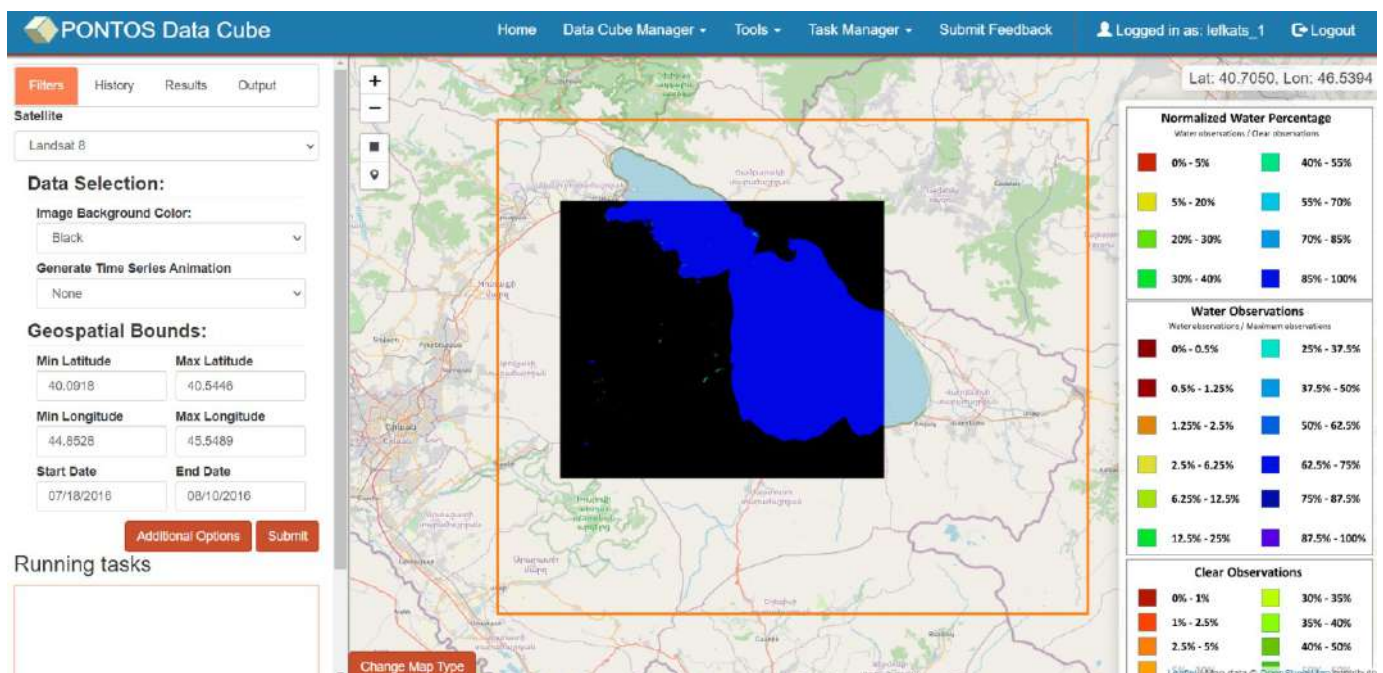 PONTOS Data Cube
Home Data Cube Manager Tools Task Manager Submit Feedback Logged in as: lefkats_1 Logout
Filters History Results Output
Satellite
Landsat 8
Data Selection:
Image Background Color:
Black
Generate Time Series Animation
None
Geospatial Bounds:
Min Latitude Max Latitude
40.0918 40.5446
Min Longitude Max Longitude
44.8528 45.5489
Start Date End Date
07/18/2016 08/10/2016
Additional Options Submit
Running tasks
+
−
Change Map Type
Lat: 40.7050, Lon: 46.5394
Normalized Water Percentage
Water observations / Clear observations
0% - 5% 40% - 55%
5% - 20% 55% - 70%
20% - 30% 70% - 85%
30% - 40% 85% - 100%
Water Observations
Water observations / Maximum observations
0% - 0.5% 25% - 37.5%
0.5% - 1.25% 37.5% - 50%
1.25% - 2.5% 50% - 62.5%
2.5% - 6.25% 62.5% - 75%
6.25% - 12.5% 75% - 87.5%
12.5% - 25% 87.5% - 100%
Clear Observations
0% - 1% 30% - 35%
1% - 2.5% 35% - 40%
2.5% - 5% 40% - 50%